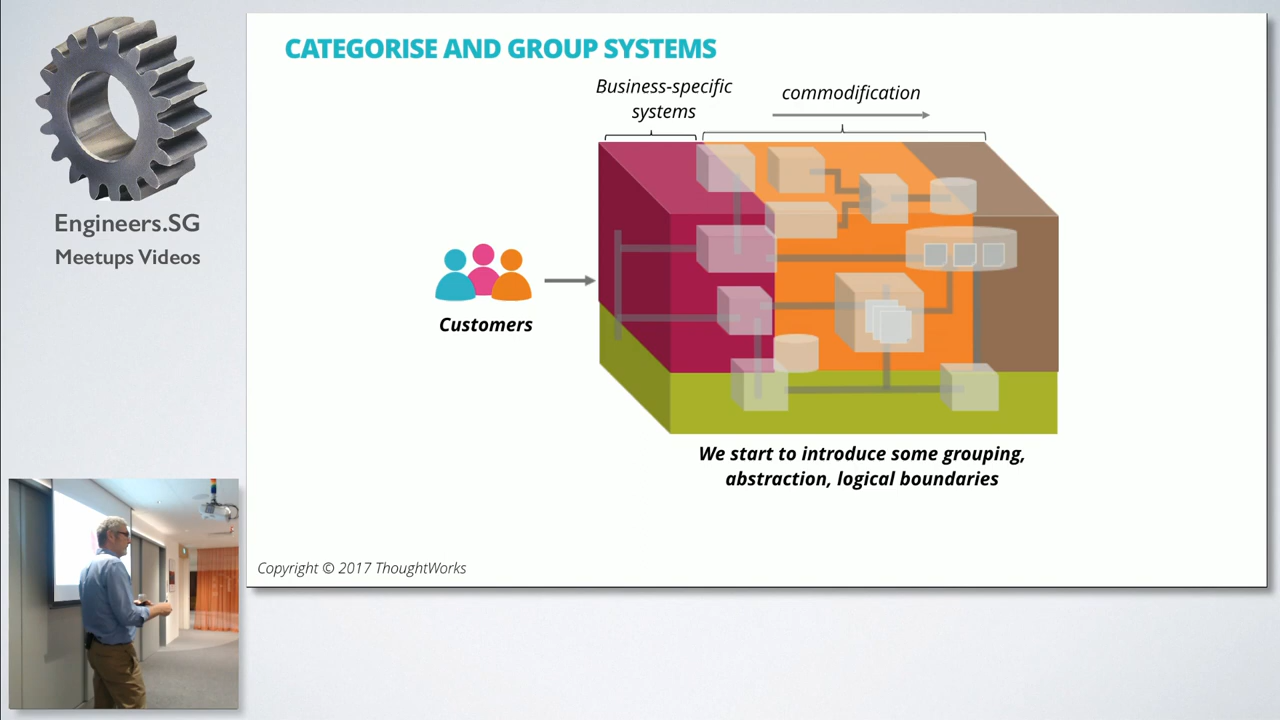 Engineers.SG
Meetups Videos
CATEGORISE AND GROUP SYSTEMS
Business-specific
systems
commodification
Customers
We start to introduce some grouping,
abstraction, logical boundaries
Copyright © 2017 ThoughtWorks